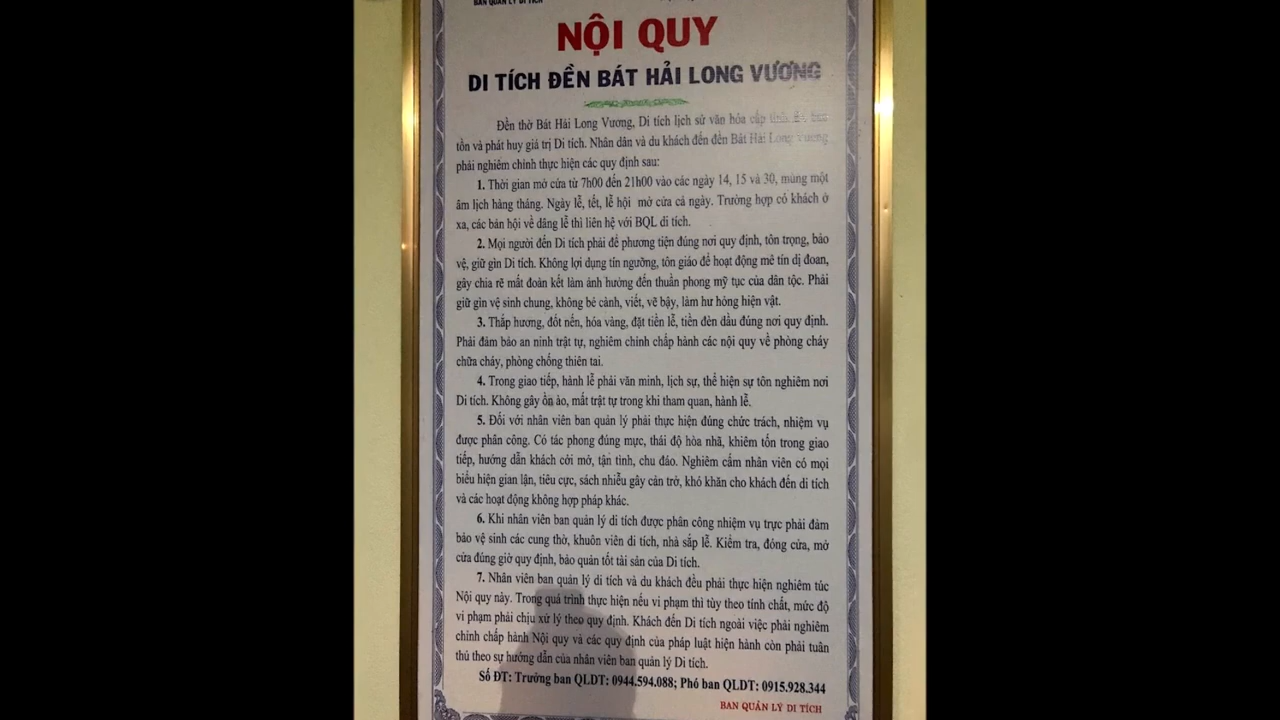 BAN QUẢN LÝ DI TÍCH
NỘI QUY
DI TÍCH ĐỀN BÁT HẢI LONG VƯƠNG
Đền thờ Bát Hải Long Vương, Di tích lịch sử văn hóa cấp tỉnh
tồn và phát huy giá trị Di tích. Nhân dân và du khách đến đền Bát Hải Long vương
phải nghiêm chỉnh thực hiện các quy định sau:
1. Thời gian mở cửa từ 7h00 đến 21h00 vào các ngày 14, 15 và 30, mùng một
âm lịch hàng tháng. Ngày lễ, tết, lễ hội mở cửa cả ngày. Trường hợp có khách ở
xa, các bản hội về dâng lễ thì liên hệ với BQL di tích.
2. Mọi người đến Di tích phải để phương tiện đúng nơi quy định, tôn trọng, bảo
vệ, giữ gìn Di tích. Không lợi dụng tín ngưỡng, tôn giáo để hoạt động mê tín dị đoan,
gây chia rẽ mất đoàn kết làm ảnh hưởng đến thuần phong mỹ tục của dân tộc. Phải
giữ gìn vệ sinh chung, không bẻ cành, viết, vẽ bậy, làm hư hỏng hiện vật.
3. Thắp hương, đốt nến, hóa vàng, đặt tiền lễ, tiền đèn dầu đúng nơi quy định.
Phải đảm bảo an ninh trật tự, nghiêm chỉnh chấp hành các nội quy về phòng cháy
chữa cháy, phòng chống thiên tai.
4. Trong giao tiếp, hành lễ phải văn minh, lịch sự, thể hiện sự tôn nghiêm nơi
Di tích. Không gây ồn ào, mất trật tự trong khi tham quan, hành lễ.
5. Đối với nhân viên ban quản lý phải thực hiện đúng chức trách, nhiệm vụ
được phân công. Có tác phong đúng mực, thái độ hòa nhã, khiêm tốn trong giao
tiếp, hướng dẫn khách cởi mở, tận tình, chu đáo. Nghiêm cấm nhân viên có mọi
biểu hiện gian lận, tiêu cực, sách nhiễu gây cản trở, khó khăn cho khách đến di tích
và các hoạt động không hợp pháp khác.
6. Khi nhân viên ban quản lý di tích được phân công nhiệm vụ trực phải đảm
bảo vệ sinh các cung thờ, khuôn viên di tích, nhà sắp lễ. Kiểm tra, đóng cửa, mở
cửa đúng giờ quy định, bảo quản tốt tài sản của Di tích.
7. Nhân viên ban quản lý di tích và du khách đều phải thực hiện nghiêm túc
Nội quy này. Trong quá trình thực hiện nếu vi phạm thì tùy theo tính chất, mức độ
vi phạm phải chịu xử lý theo quy định. Khách đến Di tích ngoài việc phải nghiêm
chỉnh chấp hành Nội quy và các quy định của pháp luật hiện hành còn phải tuân
thủ theo sự hướng dẫn của nhân viên ban quản lý Di tích.
Số ĐT: Trưởng ban QLDT: 0944.594.088; Phó ban QLDT: 0915.928.344
BAN QUẢN LÝ DI TÍCH